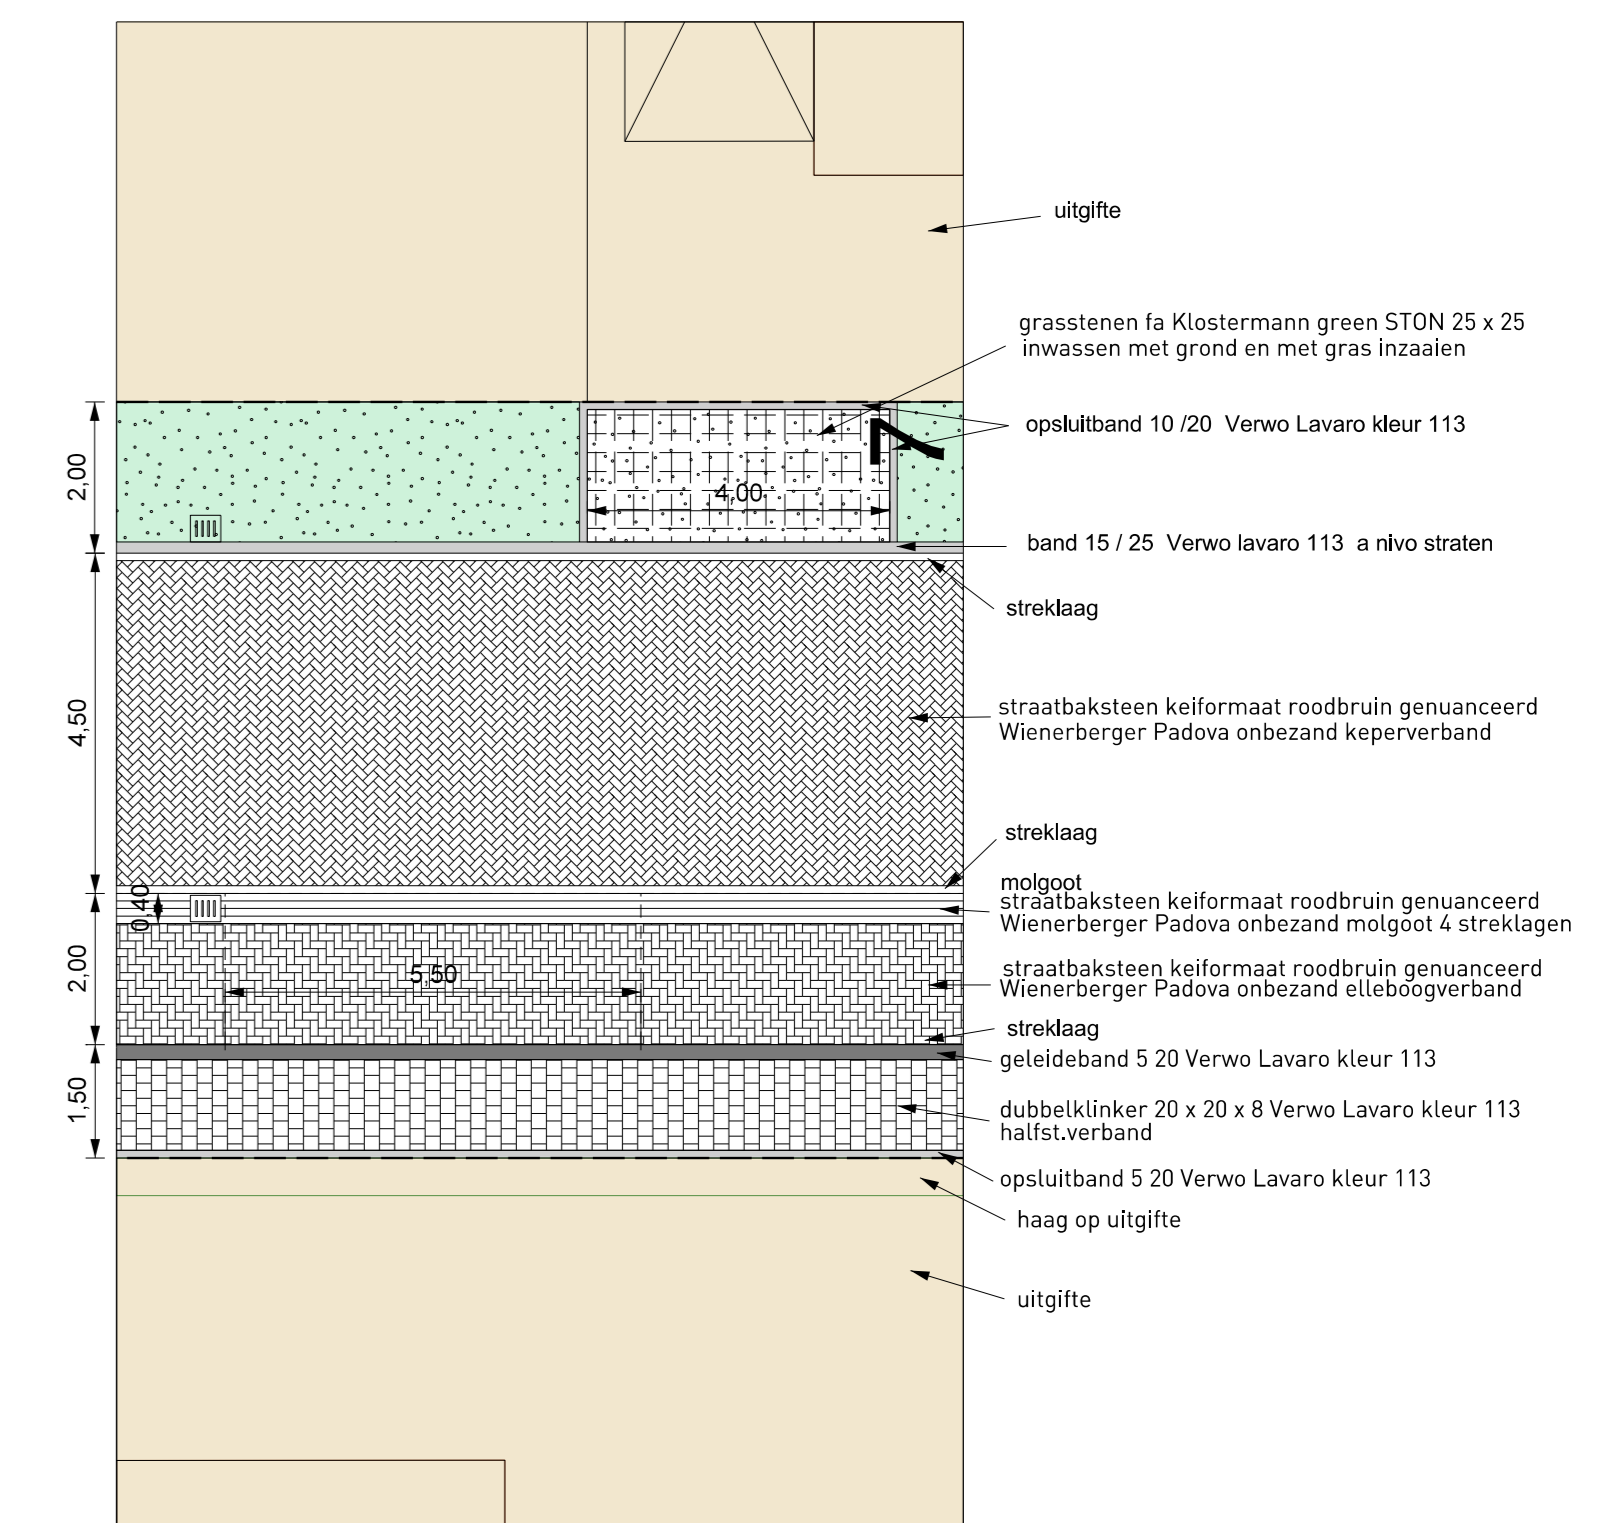 uitgifte
grasstenen fa Klostermann green STON 25 x 25
inwassen met grond en met gras inzaaien
opsluitband 10 /20 Verwo Lavaro kleur 113
2,00
4,00
band 15 / 25 Verwo lavaro 113 a nivo straten
streklaag
4,50
straatbaksteen keiformaat roodbruin genuanceerd
Wienerberger Padova onbezand keperverband
streklaag
molgoot
0,40
straatbaksteen keiformaat roodbruin genuanceerd
Wienerberger Padova onbezand molgoot 4 streklagen
2,00
5,50
straatbaksteen keiformaat roodbruin genuanceerd
Wienerberger Padova onbezand elleboogverband
streklaag
geleideband 5 20 Verwo Lavaro kleur 113
1,50
dubbelklinker 20 x 20 x 8 Verwo Lavaro kleur 113
halfst.verband
opsluitband 5 20 Verwo Lavaro kleur 113
haag op uitgifte
uitgifte